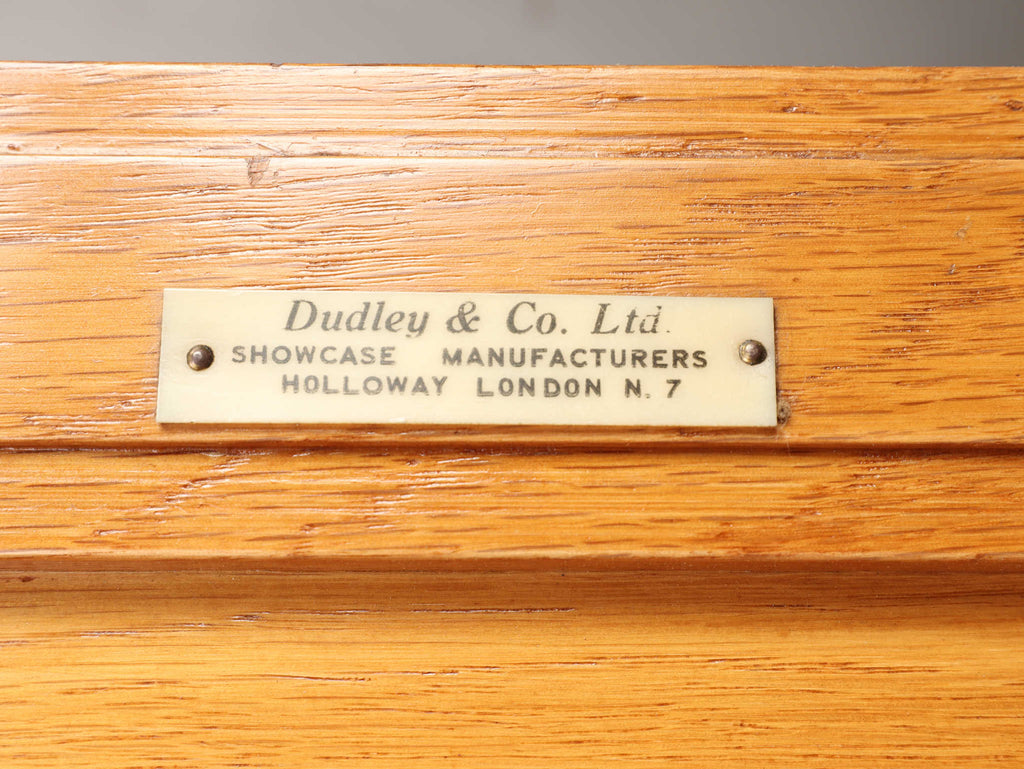 Dudley & Co. Ltd.
SHOWCASE MANUFACTURERS
HOLLOWAY LONDON N. 7